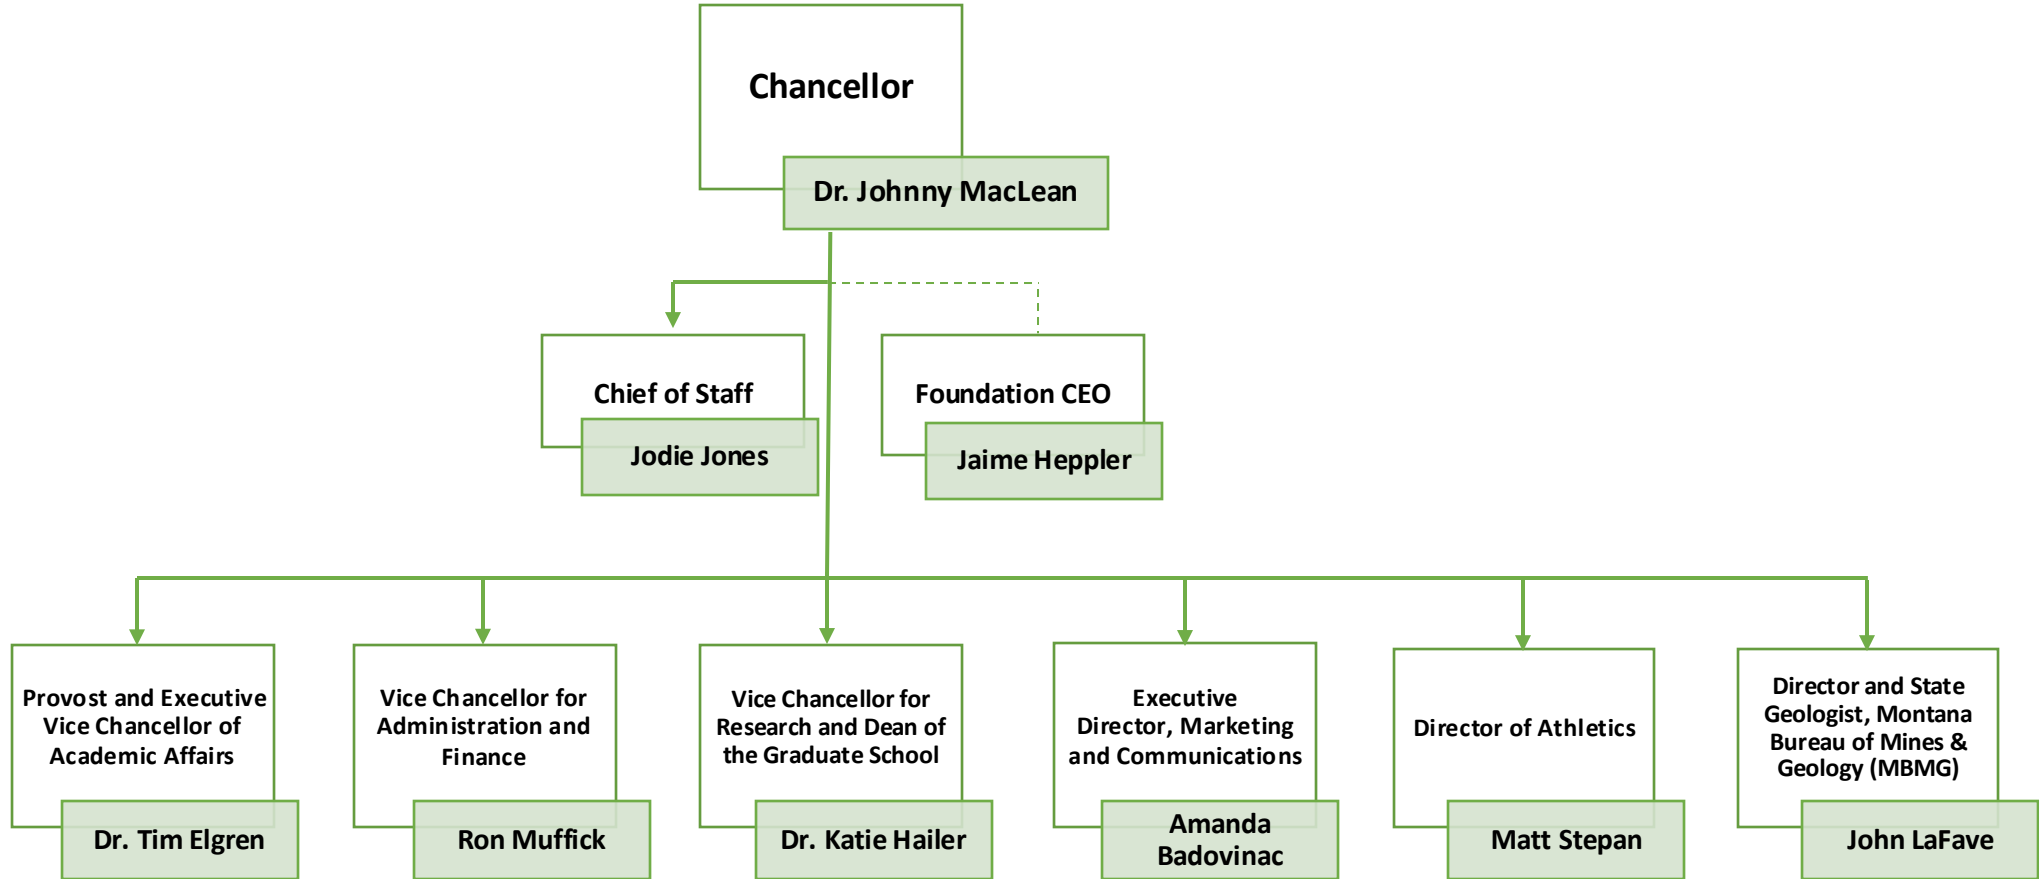 Chancellor
Dr. Johnny MacLean
Chief of Staff
Jodie Jones
Foundation CEO
Jaime Heppler
Provost and Executive
Vice Chancellor of
Academic Affairs
Dr. Tim Elgren
Vice Chancellor for
Administration and
Finance
Ron Muffick
Vice Chancellor for
Research and Dean of
the Graduate School
Dr. Katie Hailer
Executive
Director, Marketing
and Communications
Amanda
Badovinac
Director of Athletics
Matt Stepan
Director and State
Geologist, Montana
Bureau of Mines &
Geology (MBMG)
John LaFave